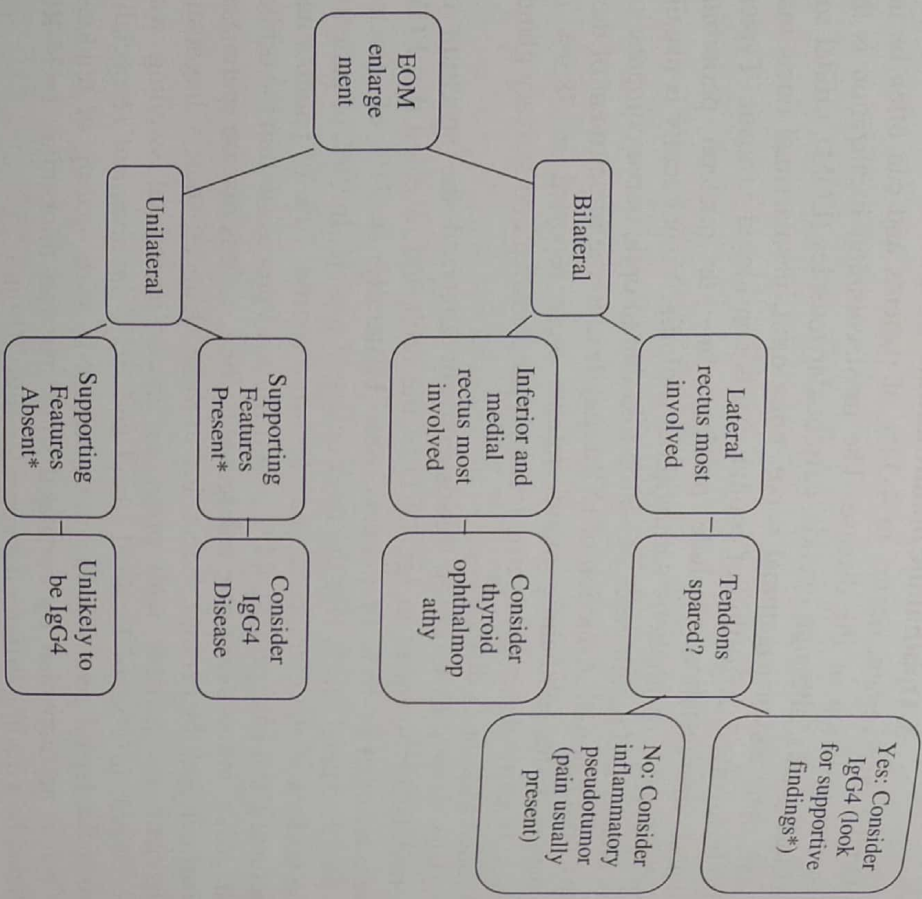 EOM
enlarge
ment
Bilateral
Lateral
rectus most
involved
Tendons
spared?
Yes: Consider
IgG4 (look
for supportive
findings*)
No: Consider
inflammatory
pseudotumor
(pain usually
present)
Inferior and
medial
rectus most
involved
Consider
thyroid
ophthalmop
athy
Unilateral
Supporting
Features
Present*
Consider
IgG4
Disease
Supporting
Features
Absent*
Unlikely to
be IgG4